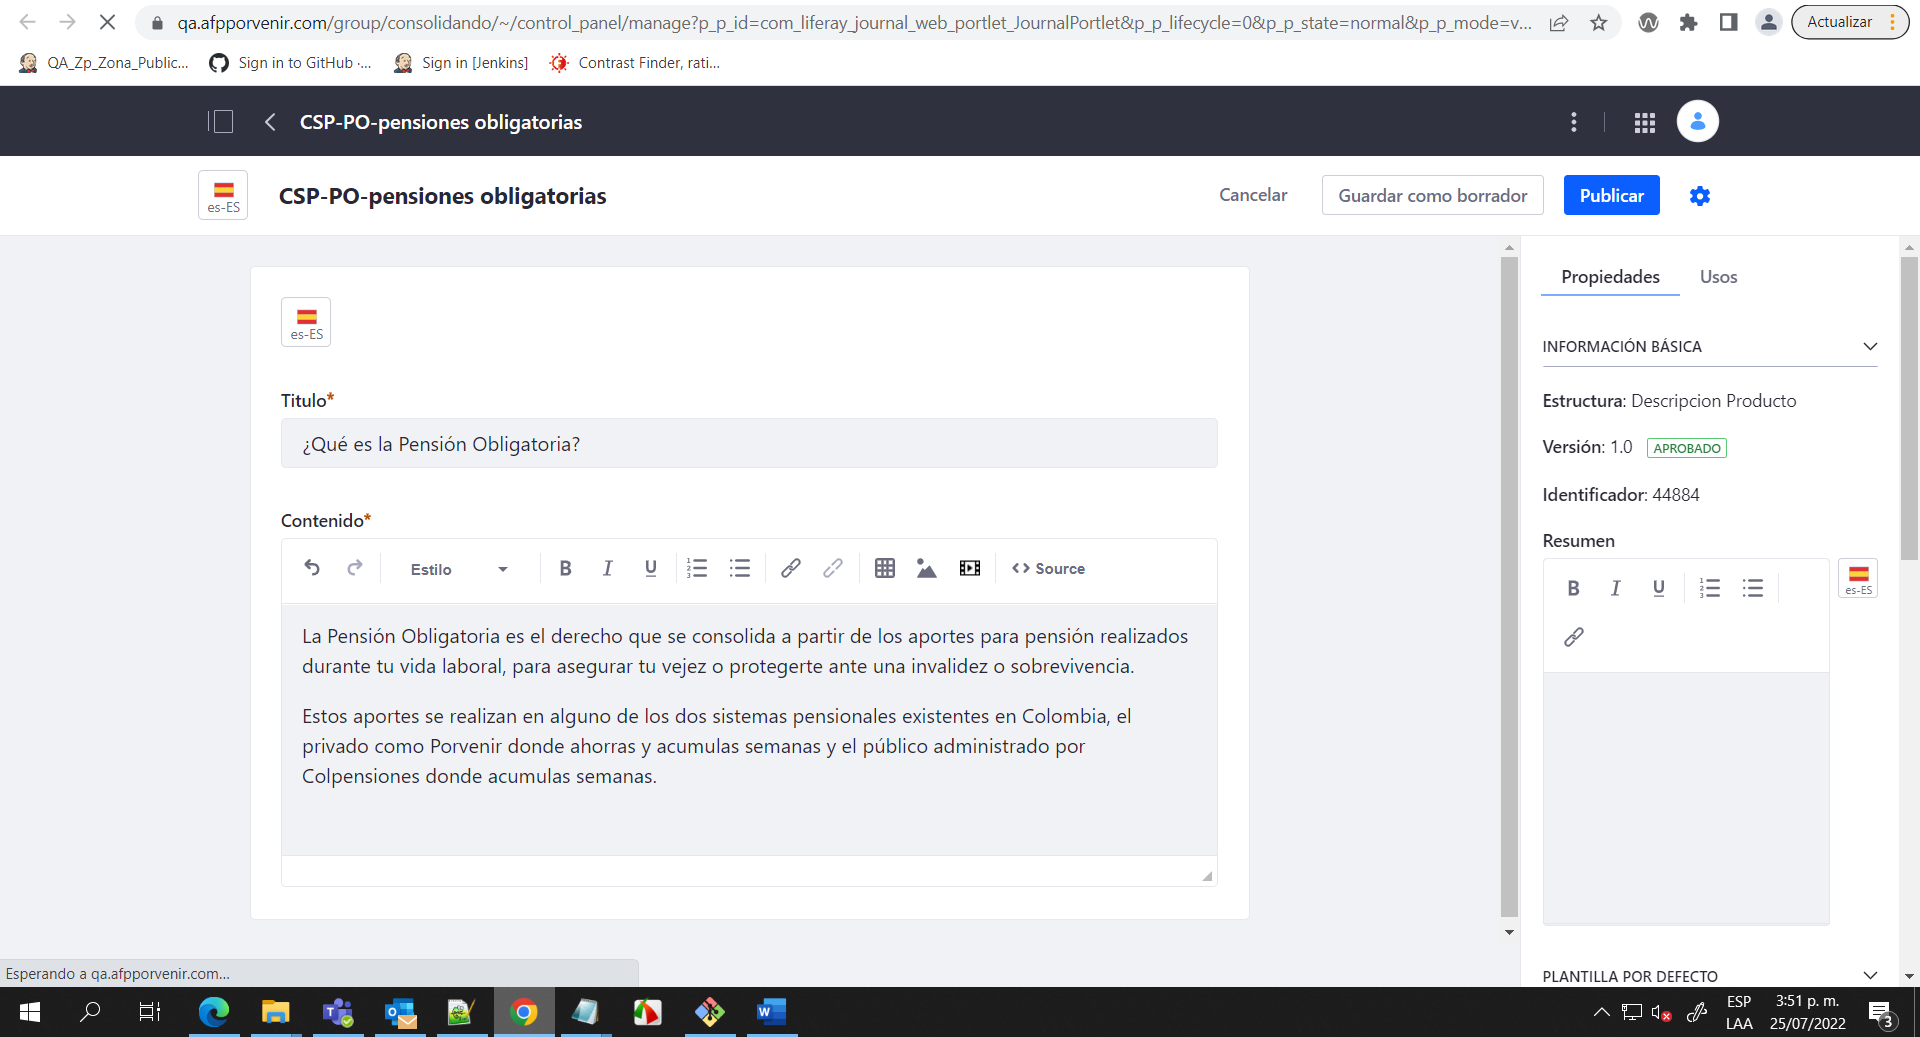 qa.afpporvenir.com/group/consolidando/~/control_panel/manage?p_p_id=com_liferay_journal_web_portlet_JournalPortlet&p_p_lifecycle=0&p_p_state=normal&p_p_mode=v...
Actualizar
QA_Zp_Zona_Public...
Sign in to GitHub ·...
Sign in [Jenkins]
Contrast Finder, rati...
CSP-PO-pensiones obligatorias
es-ES
CSP-PO-pensiones obligatorias
Cancelar
Guardar como borrador
Publicar
es-ES
Titulo*
¿Qué es la Pensión Obligatoria?
Contenido*
Estilo
B I U
Source
La Pensión Obligatoria es el derecho que se consolida a partir de los aportes para pensión realizados
durante tu vida laboral, para asegurar tu vejez o protegerte ante una invalidez o sobrevivencia.
Estos aportes se realizan en alguno de los dos sistemas pensionales existentes en Colombia, el
privado como Porvenir donde ahorras y acumulas semanas y el público administrado por
Colpensiones donde acumulas semanas.
Propiedades
Usos
INFORMACIÓN BÁSICA
Estructura: Descripcion Producto
Versión: 1.0 APROBADO
Identificador: 44884
Resumen
B I U
es-ES
PLANTILLA POR DEFECTO
Esperando a qa.afpporvenir.com...
ESP
LAA
3:51 p. m.
25/07/2022
3